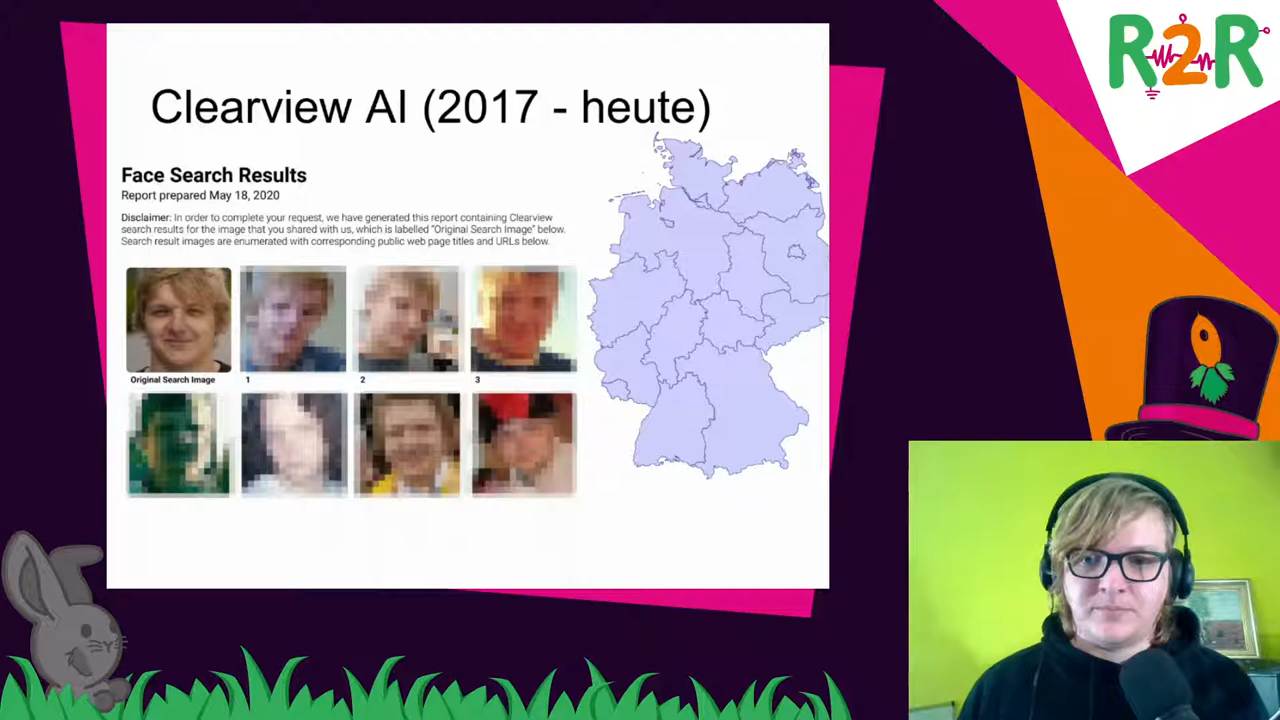 Clearview AI (2017 - heute)
Face Search Results
Report prepared May 18, 2020
Disclaimer: In order to complete your request, we have generated this report containing Clearview
search results for the image that you shared with us, which is labelled "Original Search Image" below.
Search result images are enumerated with corresponding public web page titles and URLs below.
Original Search Image
1
2
3
R2R